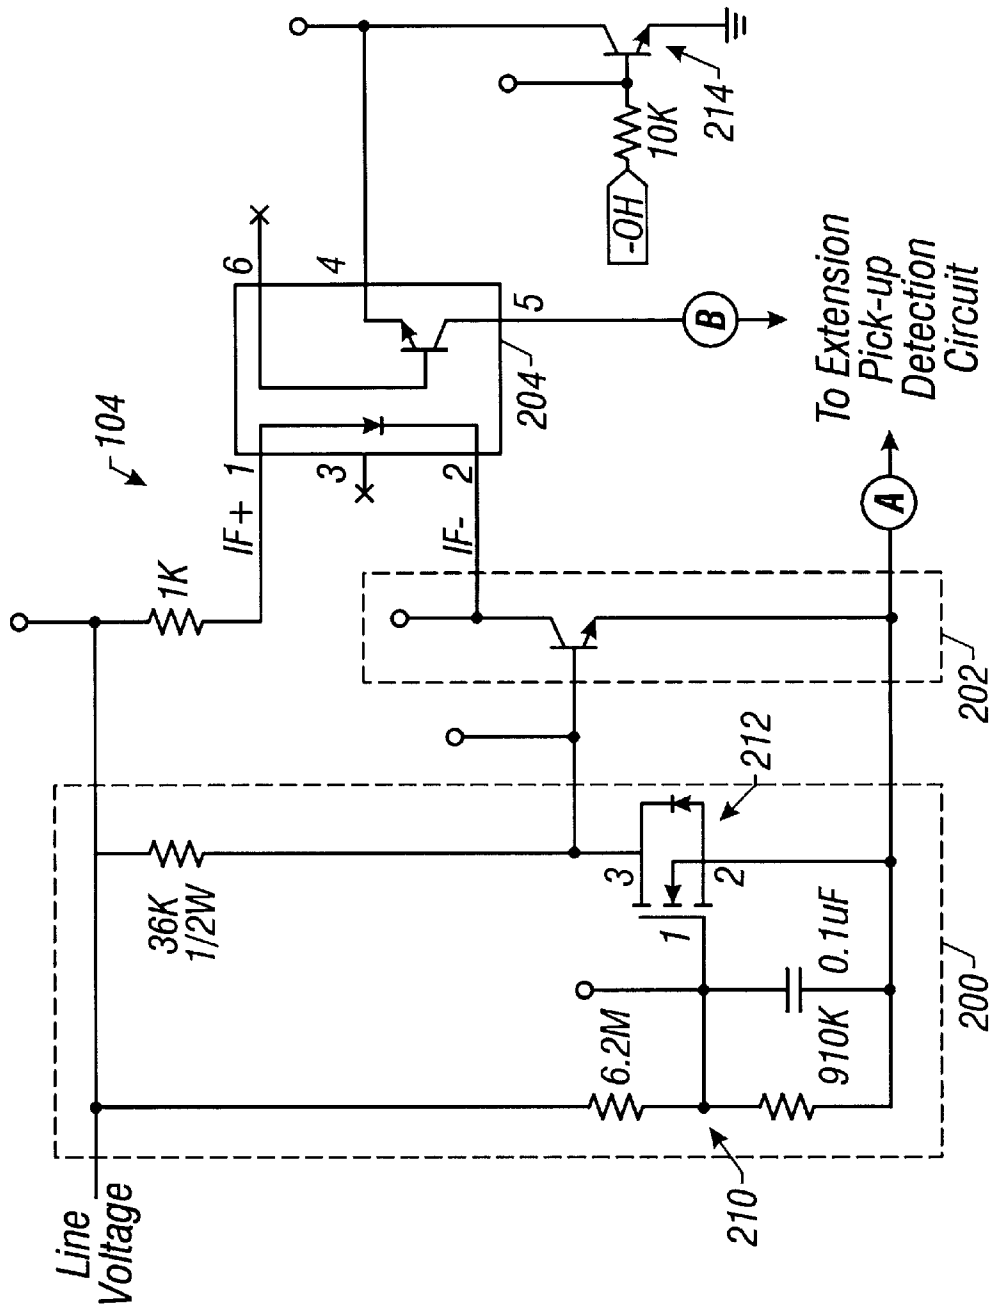 Line
Voltage
104
36K
1/2W
1K
IF+
1
3
IF-
2
6
4
5
204
-OH
10K
214
6.2M
910K
0.1uF
1
3
2
212
210
200
202
A
B
To Extension
Pick-up
Detection
Circuit